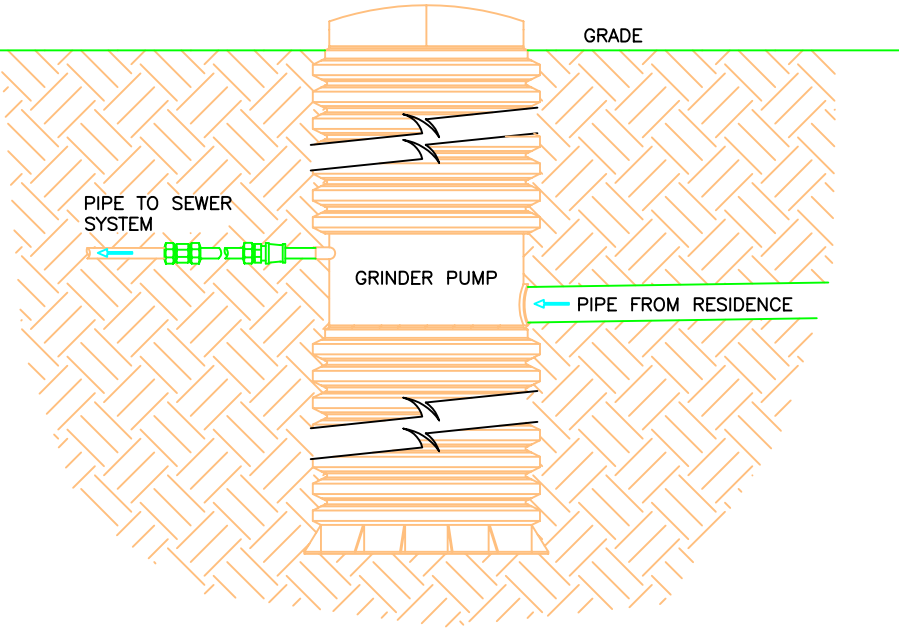 GRADE
PIPE TO SEWER
SYSTEM
GRINDER PUMP
PIPE FROM RESIDENCE